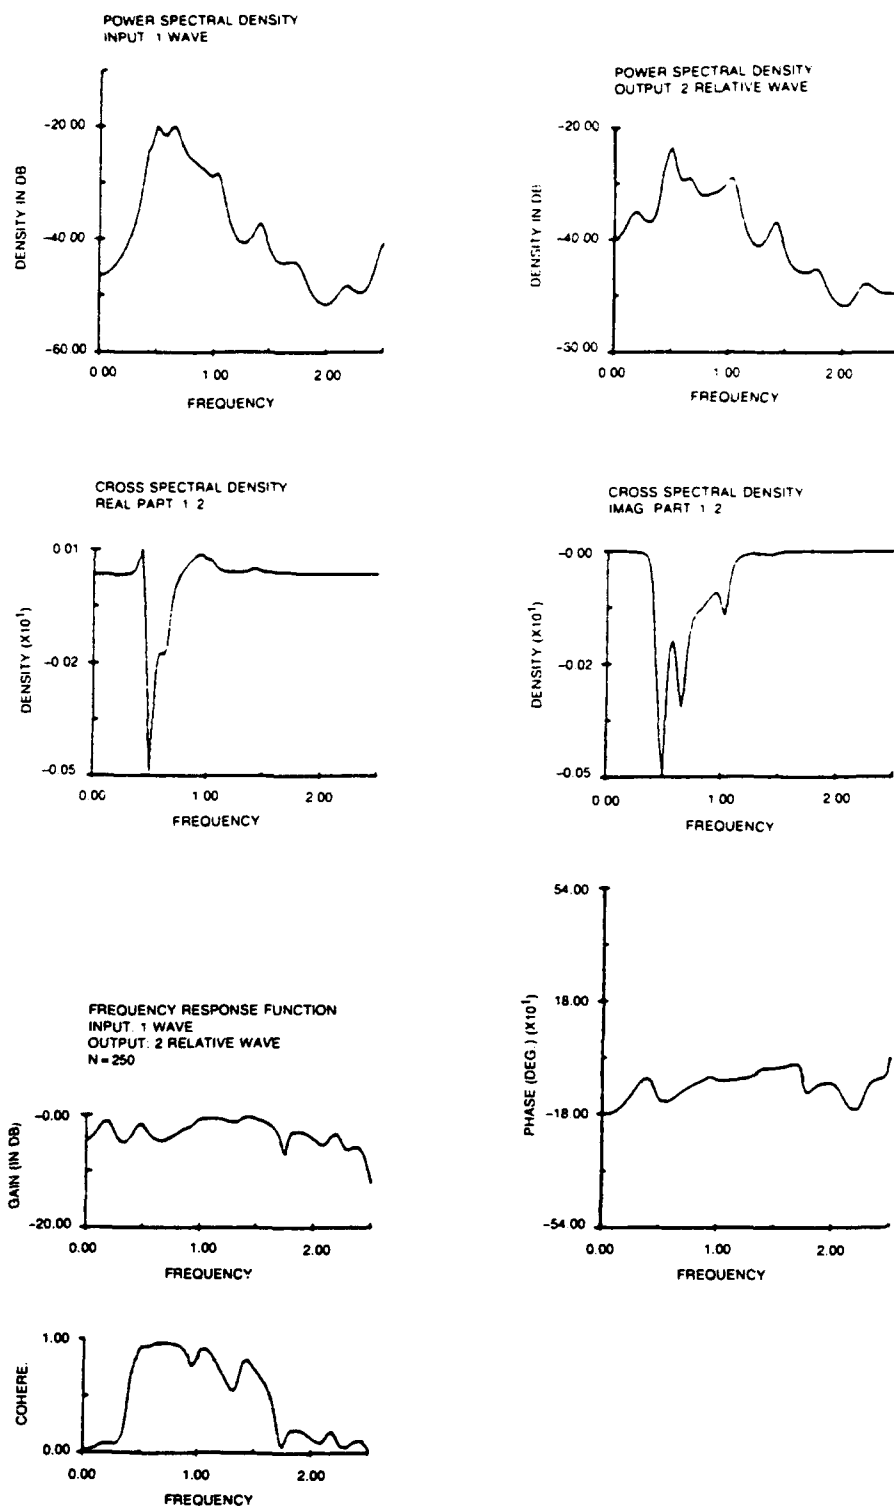 POWER SPECTRAL DENSITY
INPUT 1 WAVE
-20 00
-40 00
-60 00
DENSITY IN DB
0 00
1 00
2 00
FREQUENCY
POWER SPECTRAL DENSITY
OUTPUT 2 RELATIVE WAVE
-20 00
-40 00
-30 00
DENSITY IN DB
0 00
1 00
2 00
FREQUENCY
CROSS SPECTRAL DENSITY
REAL PART 1 2
0 01
-0.02
-0.05
DENSITY (X10¹)
0 00
1 00
2 00
FREQUENCY
CROSS SPECTRAL DENSITY
IMAG PART 1 2
-0.00
-0.02
-0.05
DENSITY (X10¹)
0 00
1 00
2 00
FREQUENCY
FREQUENCY RESPONSE FUNCTION
INPUT: 1 WAVE
OUTPUT: 2 RELATIVE WAVE
N = 250
-0.00
-20.00
GAIN (IN DB)
0.00
1.00
2.00
FREQUENCY
54.00
18.00
-18.00
-54.00
PHASE (DEG.) (X10¹)
0.00
1.00
2.00
FREQUENCY
1.00
0.00
COHERE.
0.00
1.00
2.00
FREQUENCY